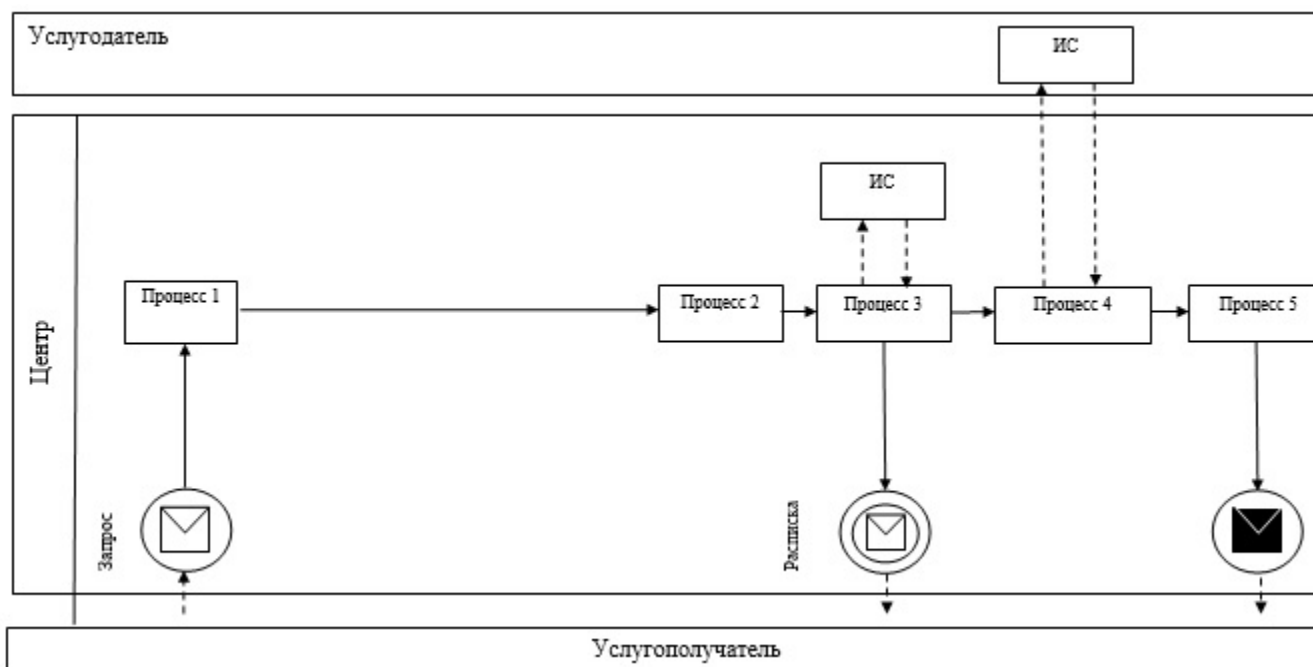 Услугодатель
ИС
ИС
Процесс 1
Процесс 2
Процесс 3
Процесс 4
Процесс 5
Центр
Запрос
Расписка
Услугополучатель